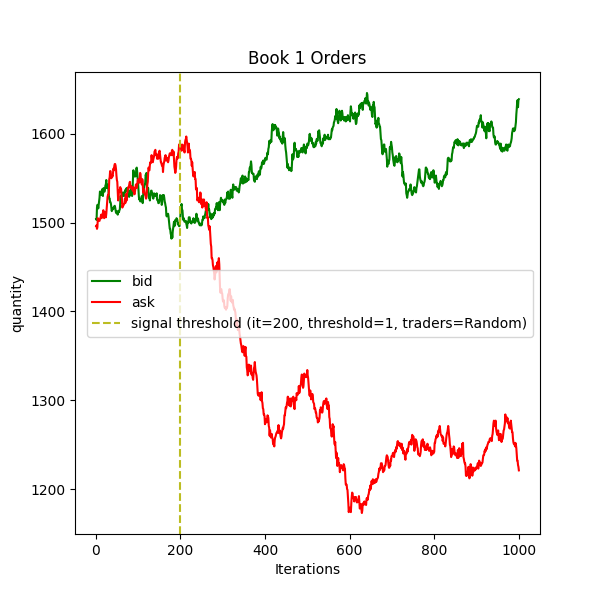 Book 1 Orders
quantity
1600
1500
1400
1300
1200
bid
ask
signal threshold (it=200, threshold=1, traders=Random)
0 200 400 600 800 1000
Iterations